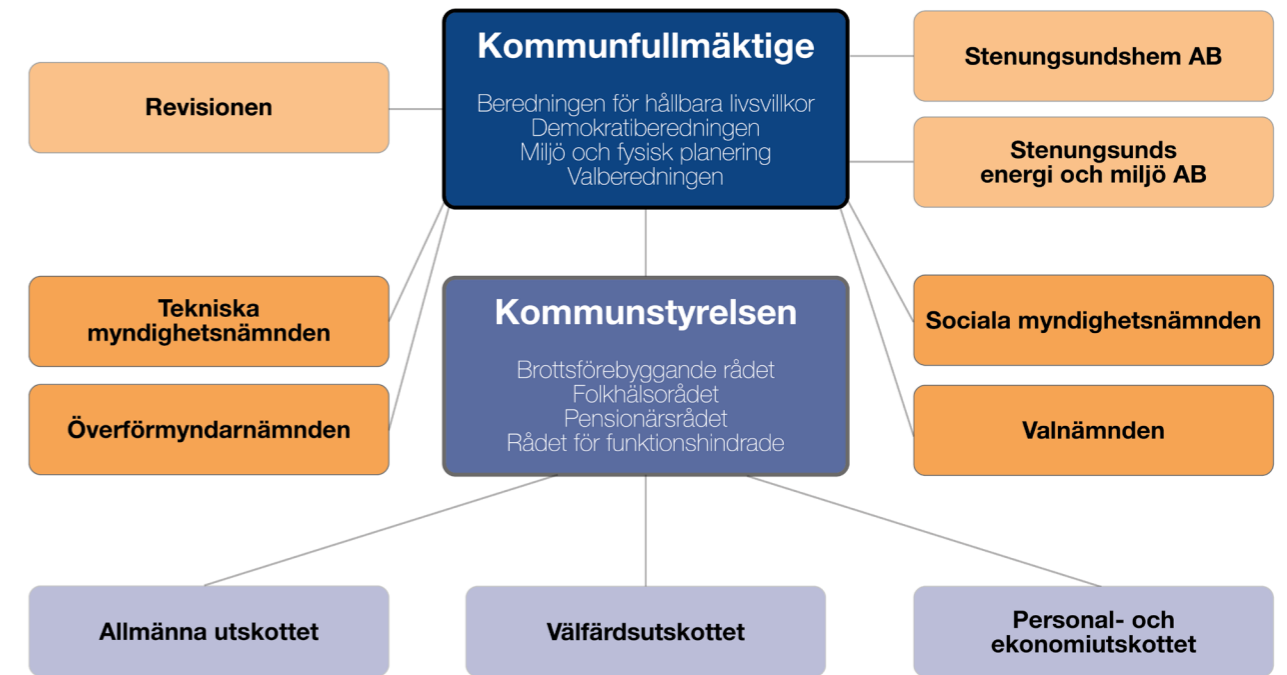 Kommunfullmäktige
Beredningen för hållbara livsvillkor
Demokratiberedningen
Miljö och fysisk planering
Valberedningen
Revisionen
Stenungsundshem AB
Stenungsunds
energi och miljö AB
Tekniska
myndighetsnämnden
Överförmyndarnämnden
Kommunstyrelsen
Brottsförebyggande rådet
Folkhälsorådet
Pensionärsrådet
Rådet för funktionshindrade
Sociala myndighetsnämnden
Valnämnden
Allmänna utskottet
Välfärdsutskottet
Personal- och
ekonomiutskottet